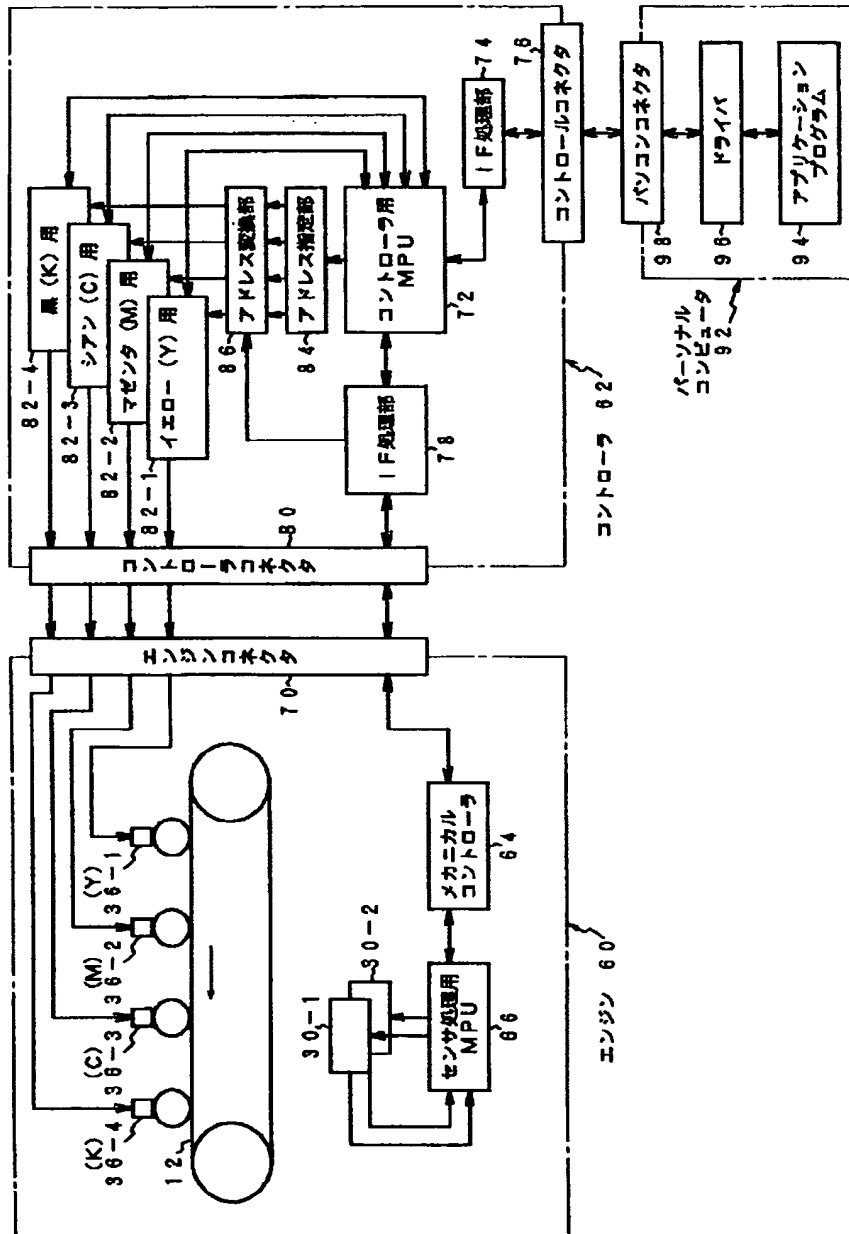 (K)
36-4
(C)
36-3
(M)
36-2
(Y)
36-1
12
30-1
30-2
センサ処理用
MPU
66
メカニカル
コントローラ
64
エンジン 60
エンジンコネクタ
70
コントローラコネクタ
80
82-4
黒(K)用
82-3
シアン(C)用
82-2
マゼンタ(M)用
82-1
イエロー(Y)用
アドレス変換部
86
アドレス指定部
84
コントローラ用
MPU
72
IF処理部
78
IF処理部
74
コントロールコネクタ
76
コントローラ 62
パソコンコネクタ
98
ドライバ
96
アプリケーション
プログラム
94
パーソナル
コンピュータ
92